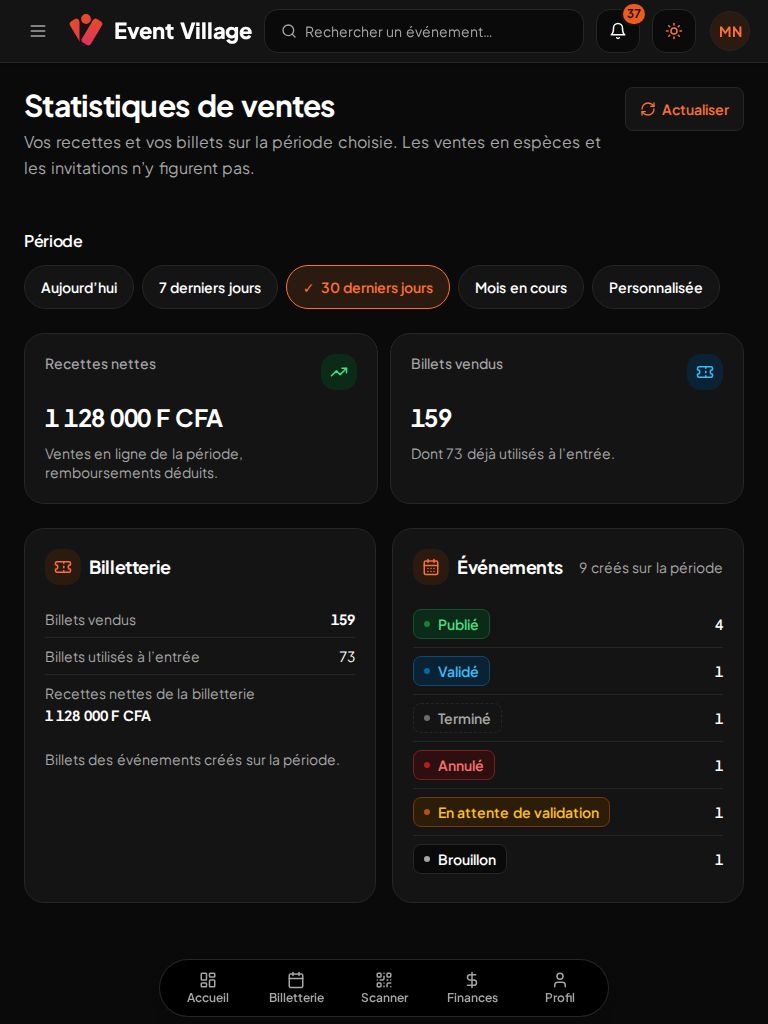 Event Village
Rechercher un événement...
37
MN
Statistiques de ventes
Actualiser
Vos recettes et vos billets sur la période choisie. Les ventes en espèces et
les invitations n'y figurent pas.
Période
Aujourd'hui
7 derniers jours
✓ 30 derniers jours
Mois en cours
Personnalisée
Recettes nettes
1 128 000 F CFA
Ventes en ligne de la période,
remboursements déduits.
Billets vendus
159
Dont 73 déjà utilisés à l'entrée.
Billetterie
Billets vendus 159
Billets utilisés à l'entrée 73
Recettes nettes de la billetterie
1 128 000 F CFA
Billets des événements créés sur la période.
Événements 9 créés sur la période
Publié 4
Validé 1
Terminé 1
Annulé 1
En attente de validation 1
Brouillon 1
Accueil
Billetterie
Scanner
Finances
Profil